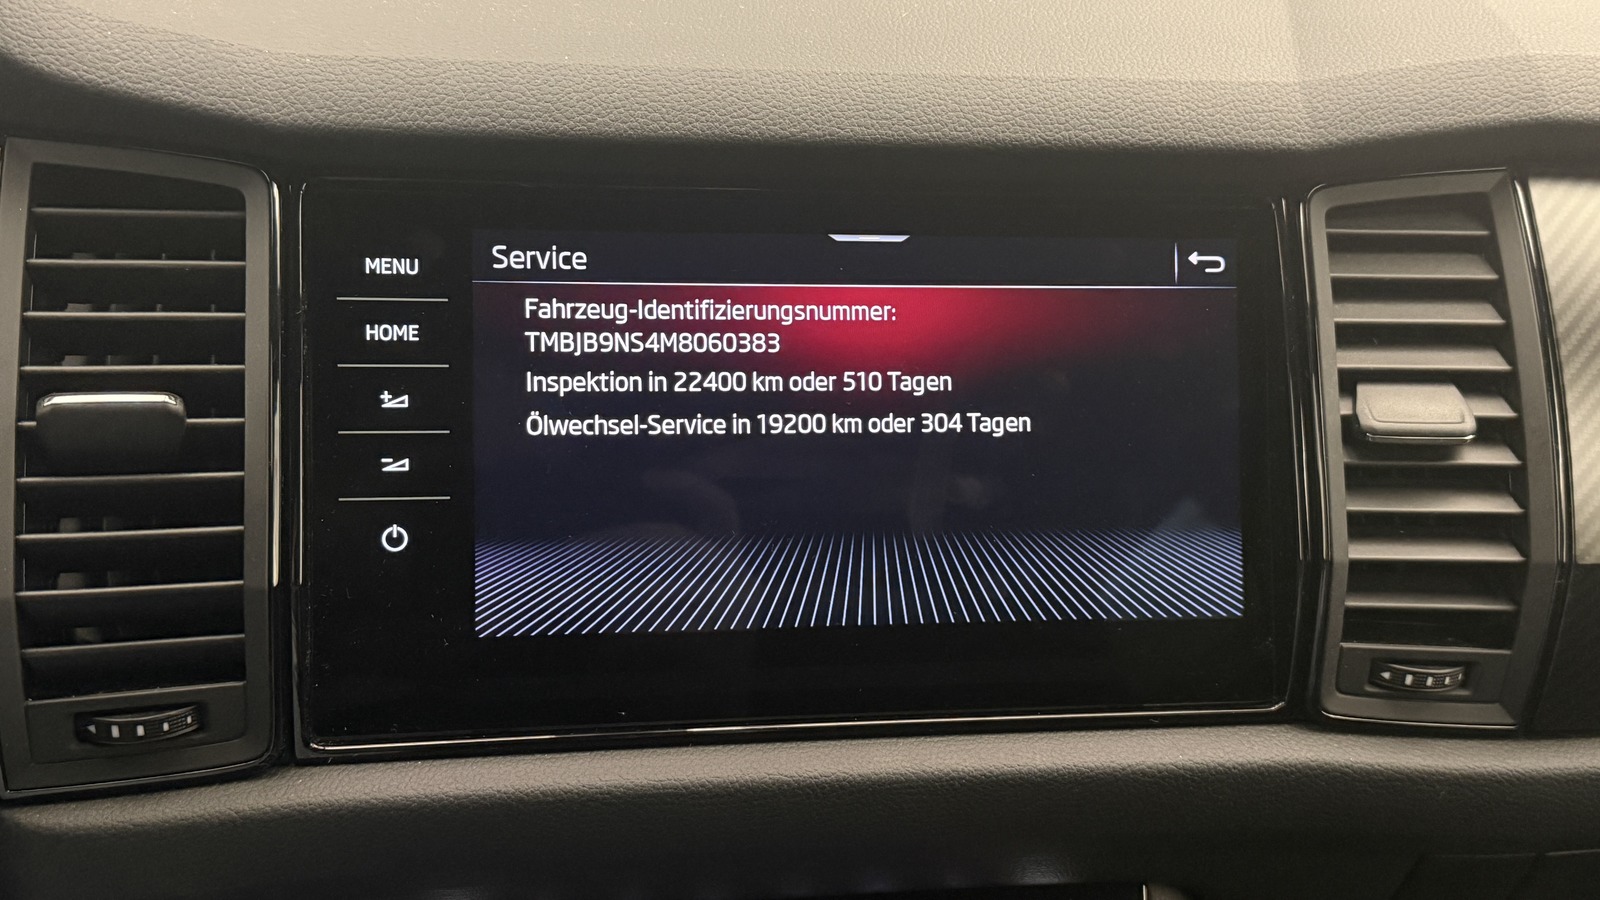 Service
MENU
HOME
Fahrzeug-Identifizierungsnummer:
TMBJB9NS4M8060383
Inspektion in 22400 km oder 510 Tagen
Ölwechsel-Service in 19200 km oder 304 Tagen